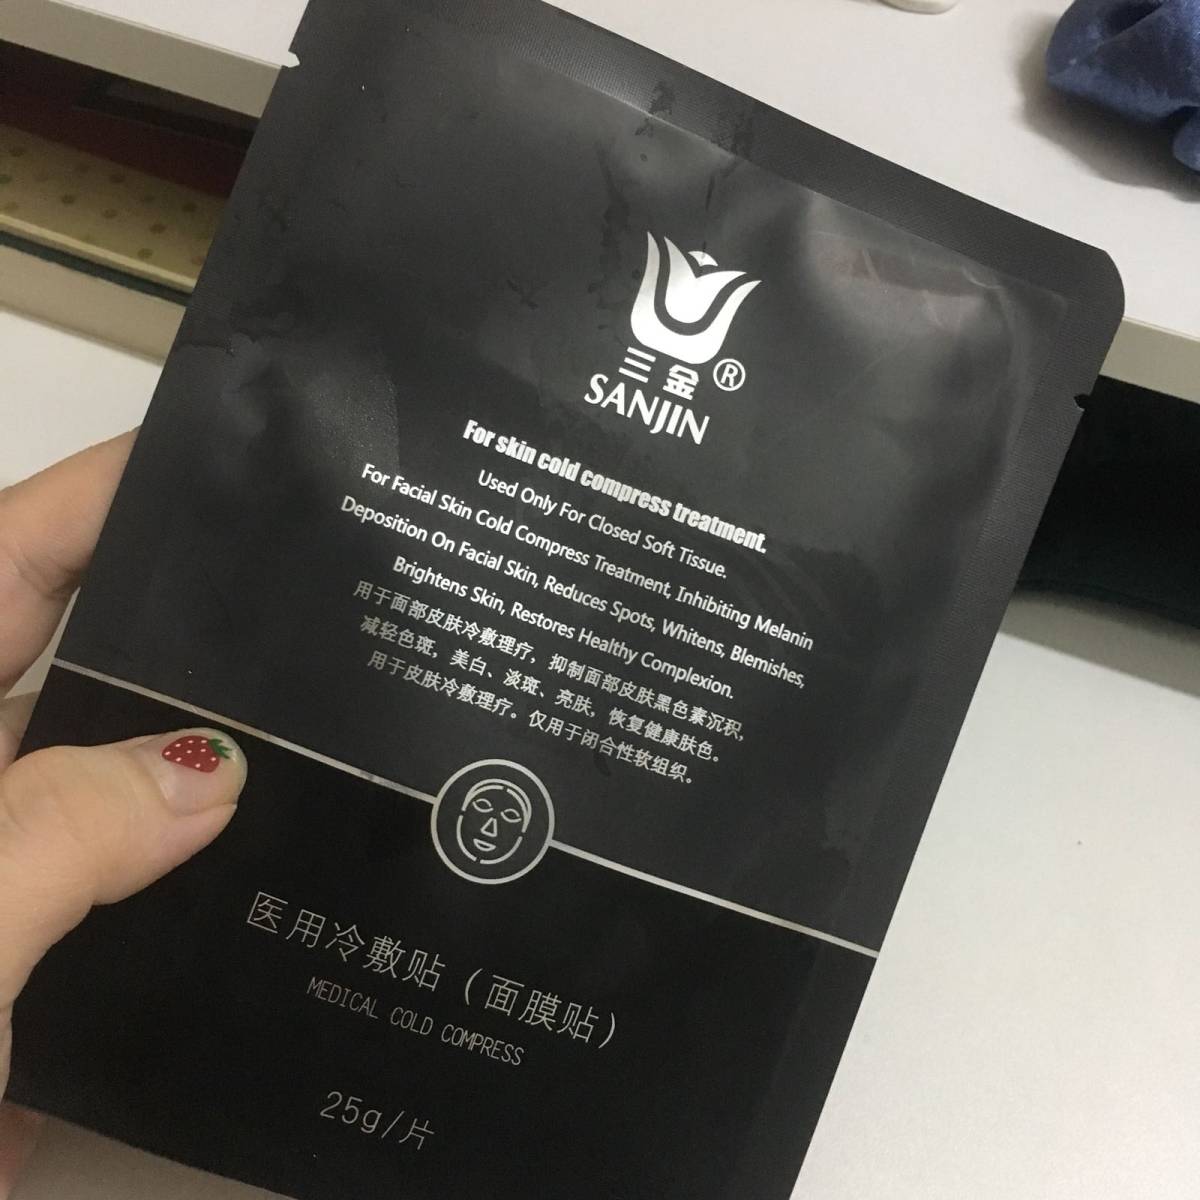 三金®
SANJIN
For skin cold compress treatment.
Used Only For Closed Soft Tissue.
For Facial Skin Cold Compress Treatment, Inhibiting Melanin
Deposition On Facial Skin, Reduces Spots, Whitens, Blemishes,
Brightens Skin, Restores Healthy Complexion.
用于面部皮肤冷敷理疗，抑制面部皮肤黑色素沉积，
减轻色斑，美白、淡斑、亮肤，恢复健康肤色。
用于皮肤冷敷理疗。仅用于闭合性软组织。
医用冷敷贴（面膜贴）
MEDICAL COLD COMPRESS
25g/片